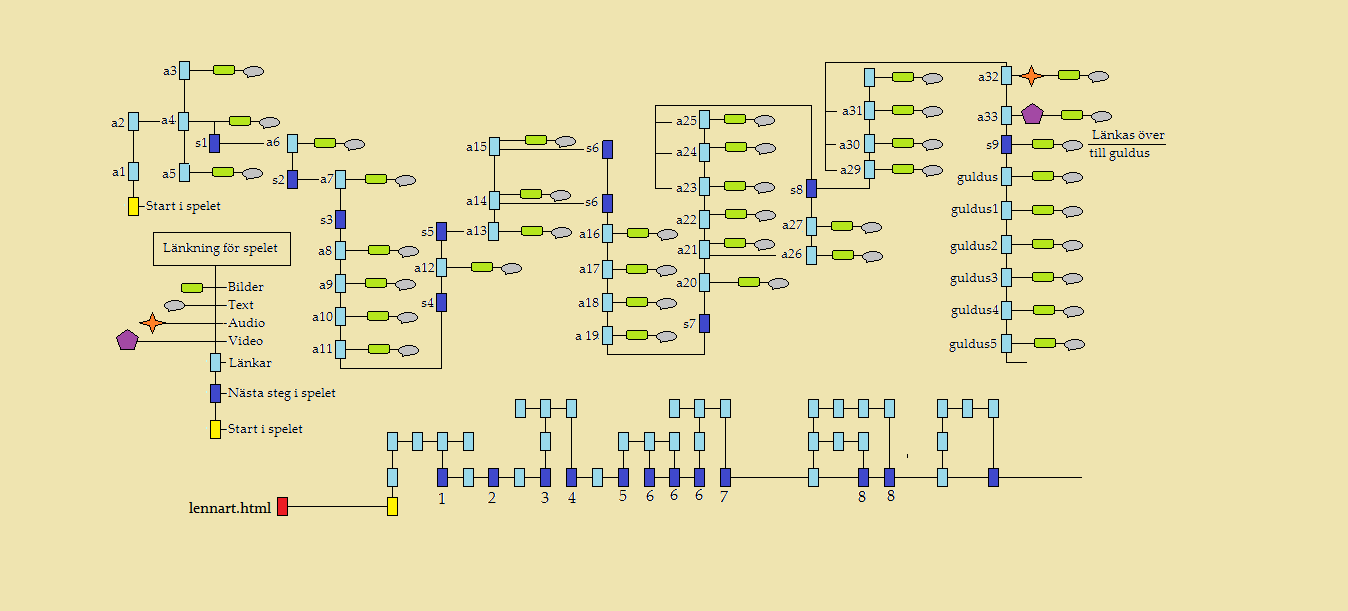 a3
a2
a4
s1
a6
a1
a5
s2
a7
Start i spelet
s3
Länkning för spelet
a8
a9
a10
a11
Bilder
Text
Audio
Video
Länkar
Nästa steg i spelet
Start i spelet
s5
a12
s4
a15
s6
a14
s6
a13
a16
a17
a18
a 19
a25
a24
a23
a22
a21
a20
s7
s8
a27
a26
a31
a30
a29
a32
a33
s9
Länkas över
till guldus
guldus
guldus1
guldus2
guldus3
guldus4
guldus5
lennart.html
1
2
3
4
5
6
6
6
7
8
8